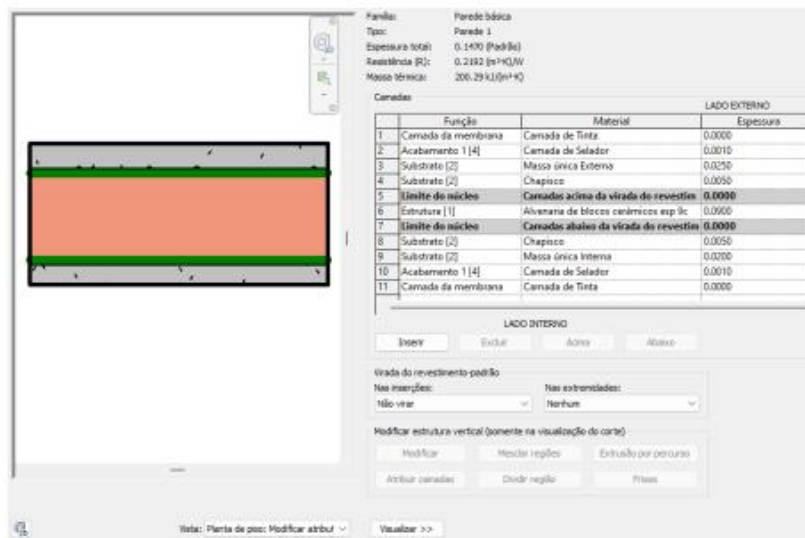 Família: Parede básica
Tipo: Parede 1
Espessura total: 0.1470 (Padrão)
Resistência (R): 0.2192 (m²·K)/W
Massa térmica: 200.29 kJ/(m²·K)
Camadas
LADO EXTERNO
Função Material Espessura
1 Camada da membrana Camada de Tinta 0.0000
2 Acabamento 1 [4] Camada de Selador 0.0010
3 Substrato [2] Massa única Externa 0.0250
4 Substrato [2] Chapisco 0.0050
5 Limite do núcleo Camadas acima da virada do revestim 0.0000
6 Estrutura [1] Alvenaria de blocos cerâmicos esp 9c 0.0900
7 Limite do núcleo Camadas abaixo da virada do revestim 0.0000
8 Substrato [2] Chapisco 0.0050
9 Substrato [2] Massa única Interna 0.0200
10 Acabamento 1 [4] Camada de Selador 0.0010
11 Camada da membrana Camada de Tinta 0.0000
LADO INTERNO
Inserir Excluir Acima Abaixo
Virada do revestimento-padrão
Nas inserções: Nas extremidades:
Não virar Nenhum
Modificar estrutura vertical (somente na visualização do corte)
Modificar Mesclar regiões Extrusão por percurso
Atribuir camadas Dividir região Frisos
Vista: Planta de piso: Modificar atribut Visualizar >>